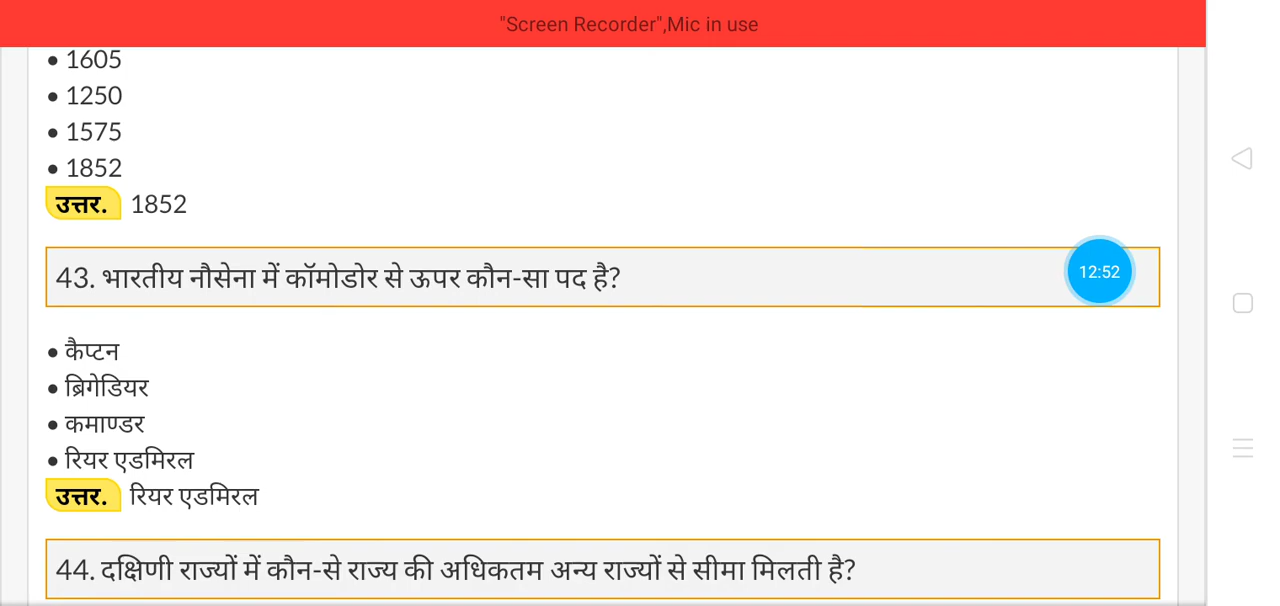 "Screen Recorder",Mic in use
• 1605
• 1250
• 1575
• 1852
उत्तर. 1852
43. भारतीय नौसेना में कॉमोडोर से ऊपर कौन-सा पद है?
12:52
• कैप्टन
• ब्रिगेडियर
• कमाण्डर
• रियर एडमिरल
उत्तर. रियर एडमिरल
44. दक्षिणी राज्यों में कौन-से राज्य की अधिकतम अन्य राज्यों से सीमा मिलती है?